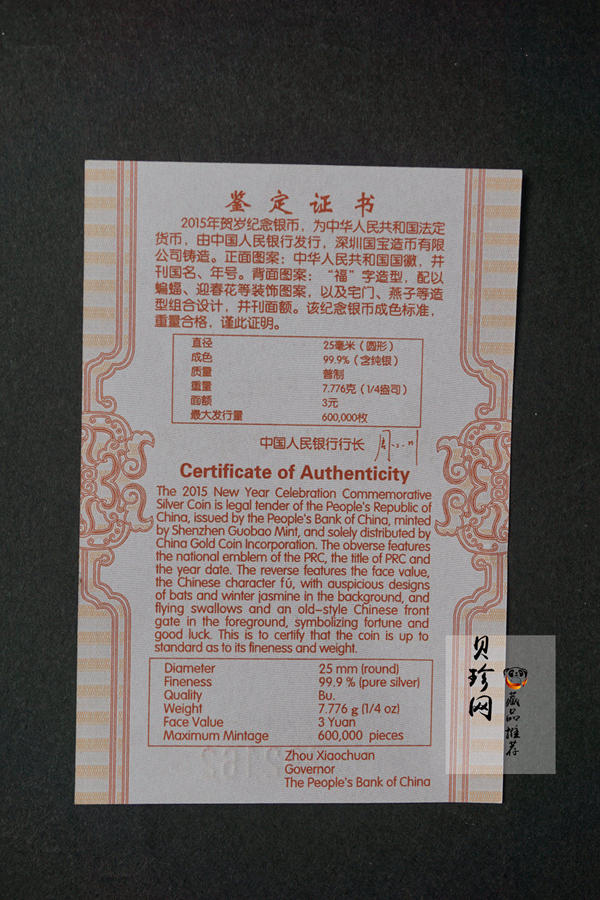 鉴定证书
2015年贺岁纪念银币，为中华人民共和国法定
货币，由中国人民银行发行，深圳国宝造币有限
公司铸造。正面图案：中华人民共和国国徽，并
刊国名、年号。背面图案：“福”字造型，配以
蝙蝠、迎春花等装饰图案，以及宅门、燕子等造
型组合设计，并刊面额。该纪念银币成色标准，
重量合格，谨此证明。
直径 25毫米（圆形）
成色 99.9%（含纯银）
质量 普制
重量 7.776克（1/4盎司）
面额 3元
最大发行量 600,000枚
中国人民银行行长
Certificate of Authenticity
The 2015 New Year Celebration Commemorative
Silver Coin is legal tender of the People's Republic of
China, issued by the People's Bank of China, minted
by Shenzhen Guobao Mint, and solely distributed by
China Gold Coin Incorporation. The obverse features
the national emblem of the PRC, the title of PRC and
the year date. The reverse features the face value,
the Chinese character fú, with auspicious designs
of bats and winter jasmine in the background, and
flying swallows and an old-style Chinese front
gate in the foreground, symbolizing fortune and
good luck. This is to certify that the coin is up to
standard as to its fineness and weight.
Diameter 25 mm (round)
Fineness 99.9 % (pure silver)
Quality Bu.
Weight 7.776 g (1/4 oz)
Face Value 3 Yuan
Maximum Mintage 600,000 pieces
Zhou Xiaochuan
Governor
The People's Bank of China
贝珍网
藏品推荐